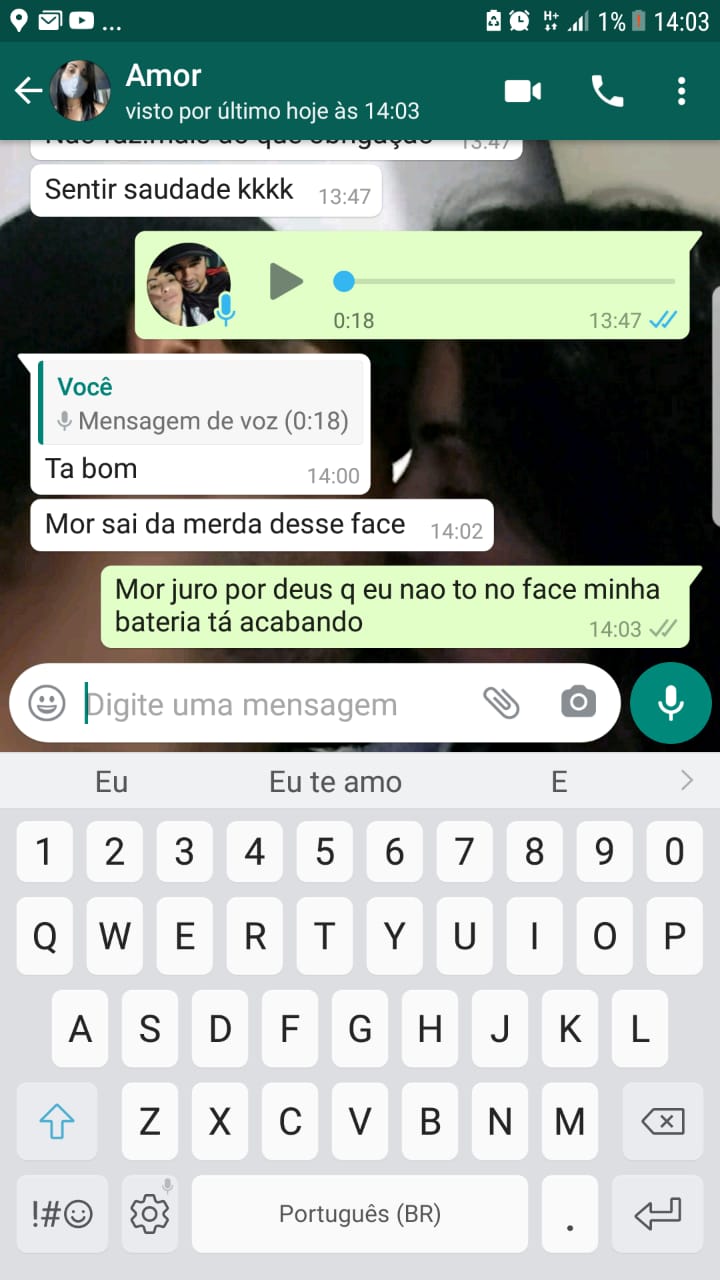 ... H+ 1% 14:03
Amor
visto por último hoje às 14:03
13:47
Sentir saudade kkkk 13:47
0:18 13:47
Você
Mensagem de voz (0:18)
Ta bom 14:00
Mor sai da merda desse face 14:02
Mor juro por deus q eu nao to no face minha
bateria tá acabando 14:03
Digite uma mensagem
Eu Eu te amo E
1 2 3 4 5 6 7 8 9 0
Q W E R T Y U I O P
A S D F G H J K L
Z X C V B N M
!#☺ Português (BR) .